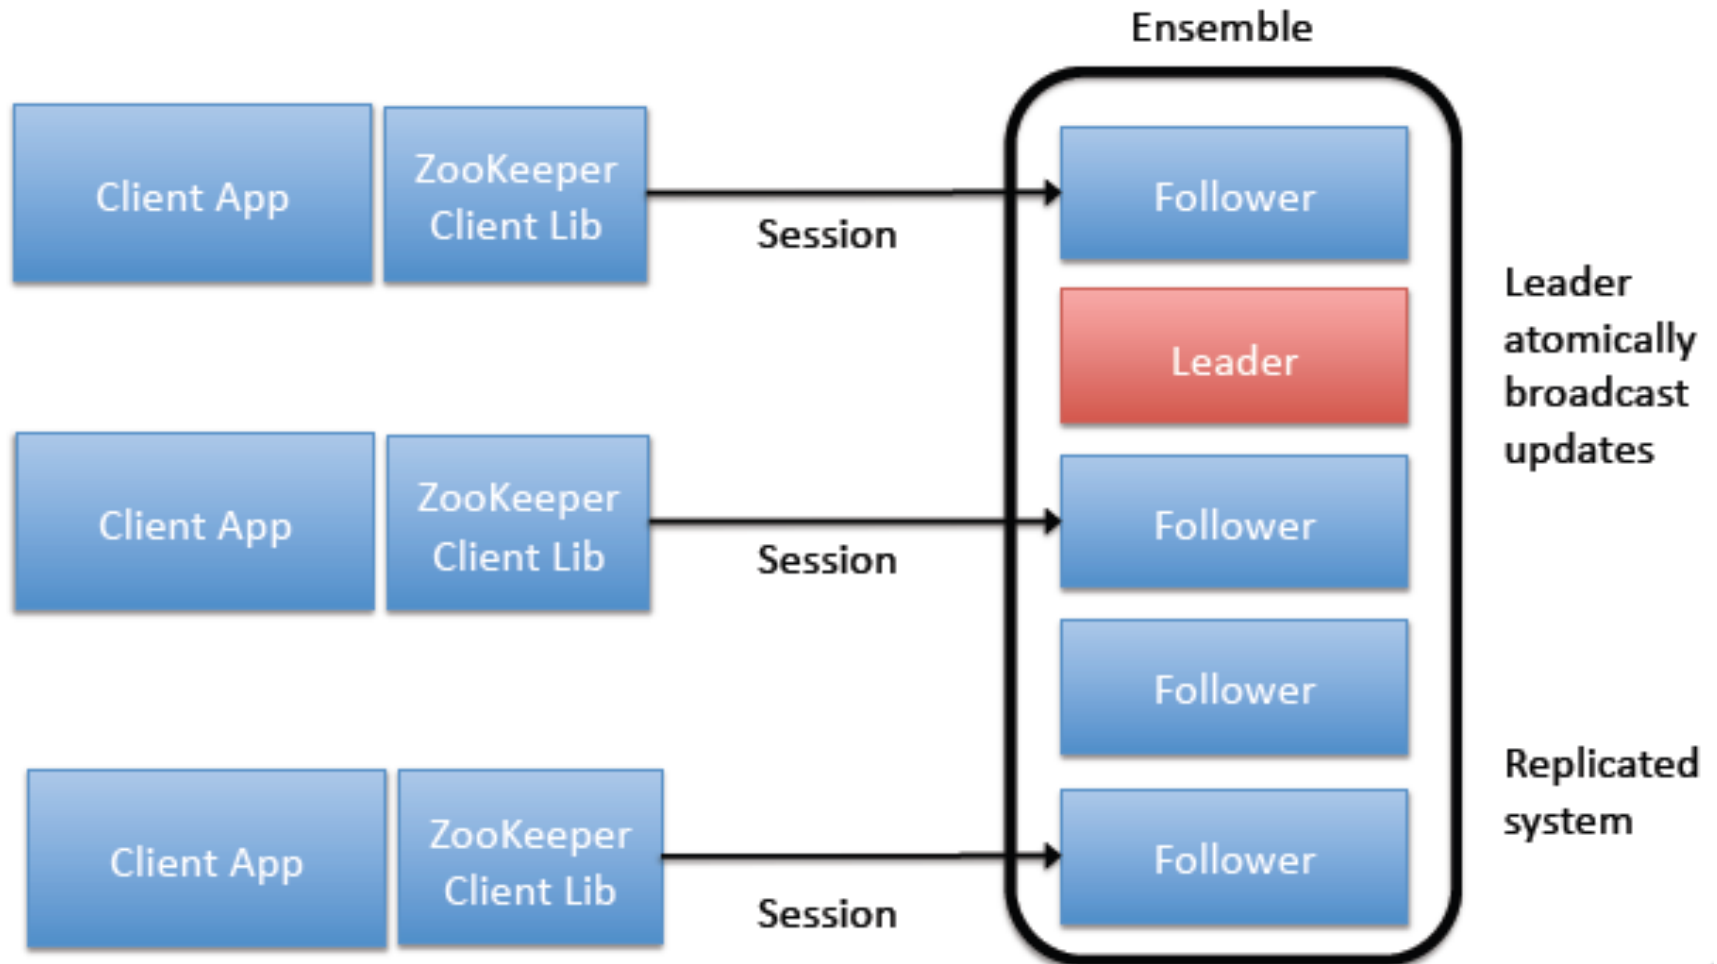 Ensemble
Client App
ZooKeeper
Client Lib
Session
Follower
Leader
Leader
atomically
broadcast
updates
Client App
ZooKeeper
Client Lib
Session
Follower
Follower
Replicated
system
Client App
ZooKeeper
Client Lib
Session
Follower